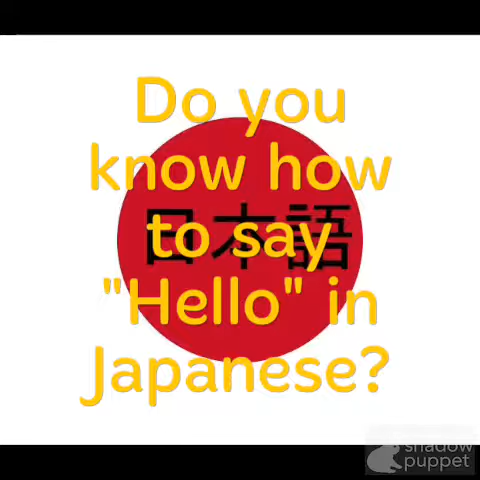 Do you
know how
to say
"Hello" in
Japanese?
日本語
shadow
puppet